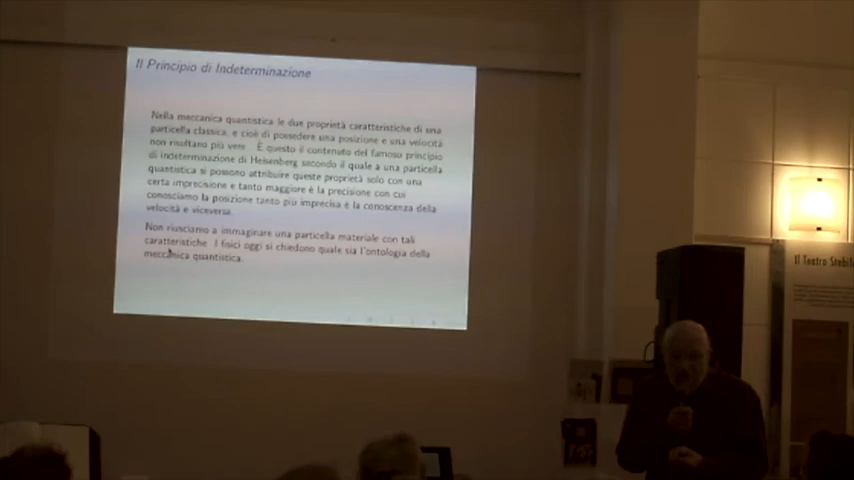 Il Principio di Indeterminazione
Nella meccanica quantistica le due proprietà caratteristiche di una
particella classica, e cioè di possedere una posizione e una velocità
non risultano più vere. È questo il contenuto del famoso principio
di indeterminazione di Heisenberg secondo il quale a una particella
quantistica si possono attribuire queste proprietà solo con una
certa imprecisione e tanto maggiore è la precisione con cui
conosciamo la posizione tanto più imprecisa è la conoscenza della
velocità e viceversa.
Non riusciamo a immaginare una particella materiale con tali
caratteristiche. I fisici oggi si chiedono quale sia l'ontologia della
meccanica quantistica.
Il Teatro Stabil